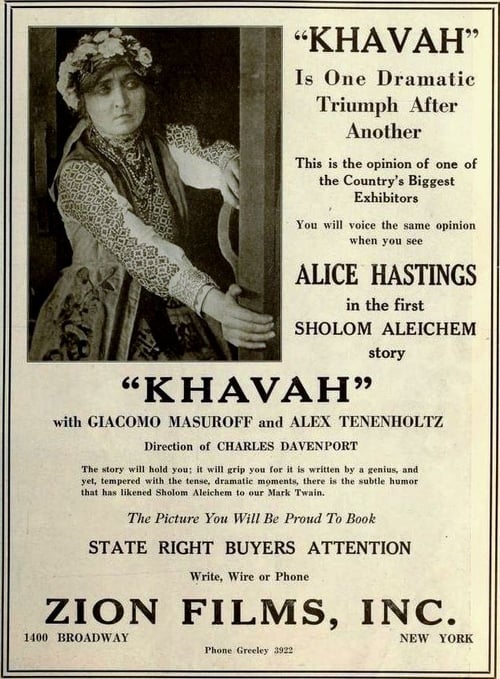 “KHAVAH”
Is One Dramatic
Triumph After
Another
This is the opinion of one of
the Country's Biggest
Exhibitors
You will voice the same opinion
when you see
ALICE HASTINGS
in the first
SHOLOM ALEICHEM
story
“KHAVAH”
with GIACOMO MASUROFF and ALEX TENENHOLTZ
Direction of CHARLES DAVENPORT
The story will hold you; it will grip you for it is written by a genius, and
yet, tempered with the tense, dramatic moments, there is the subtle humor
that has likened Sholom Aleichem to our Mark Twain.
The Picture You Will Be Proud To Book
STATE RIGHT BUYERS ATTENTION
Write, Wire or Phone
ZION FILMS, INC.
1400 BROADWAY
NEW YORK
Phone Greeley 3922